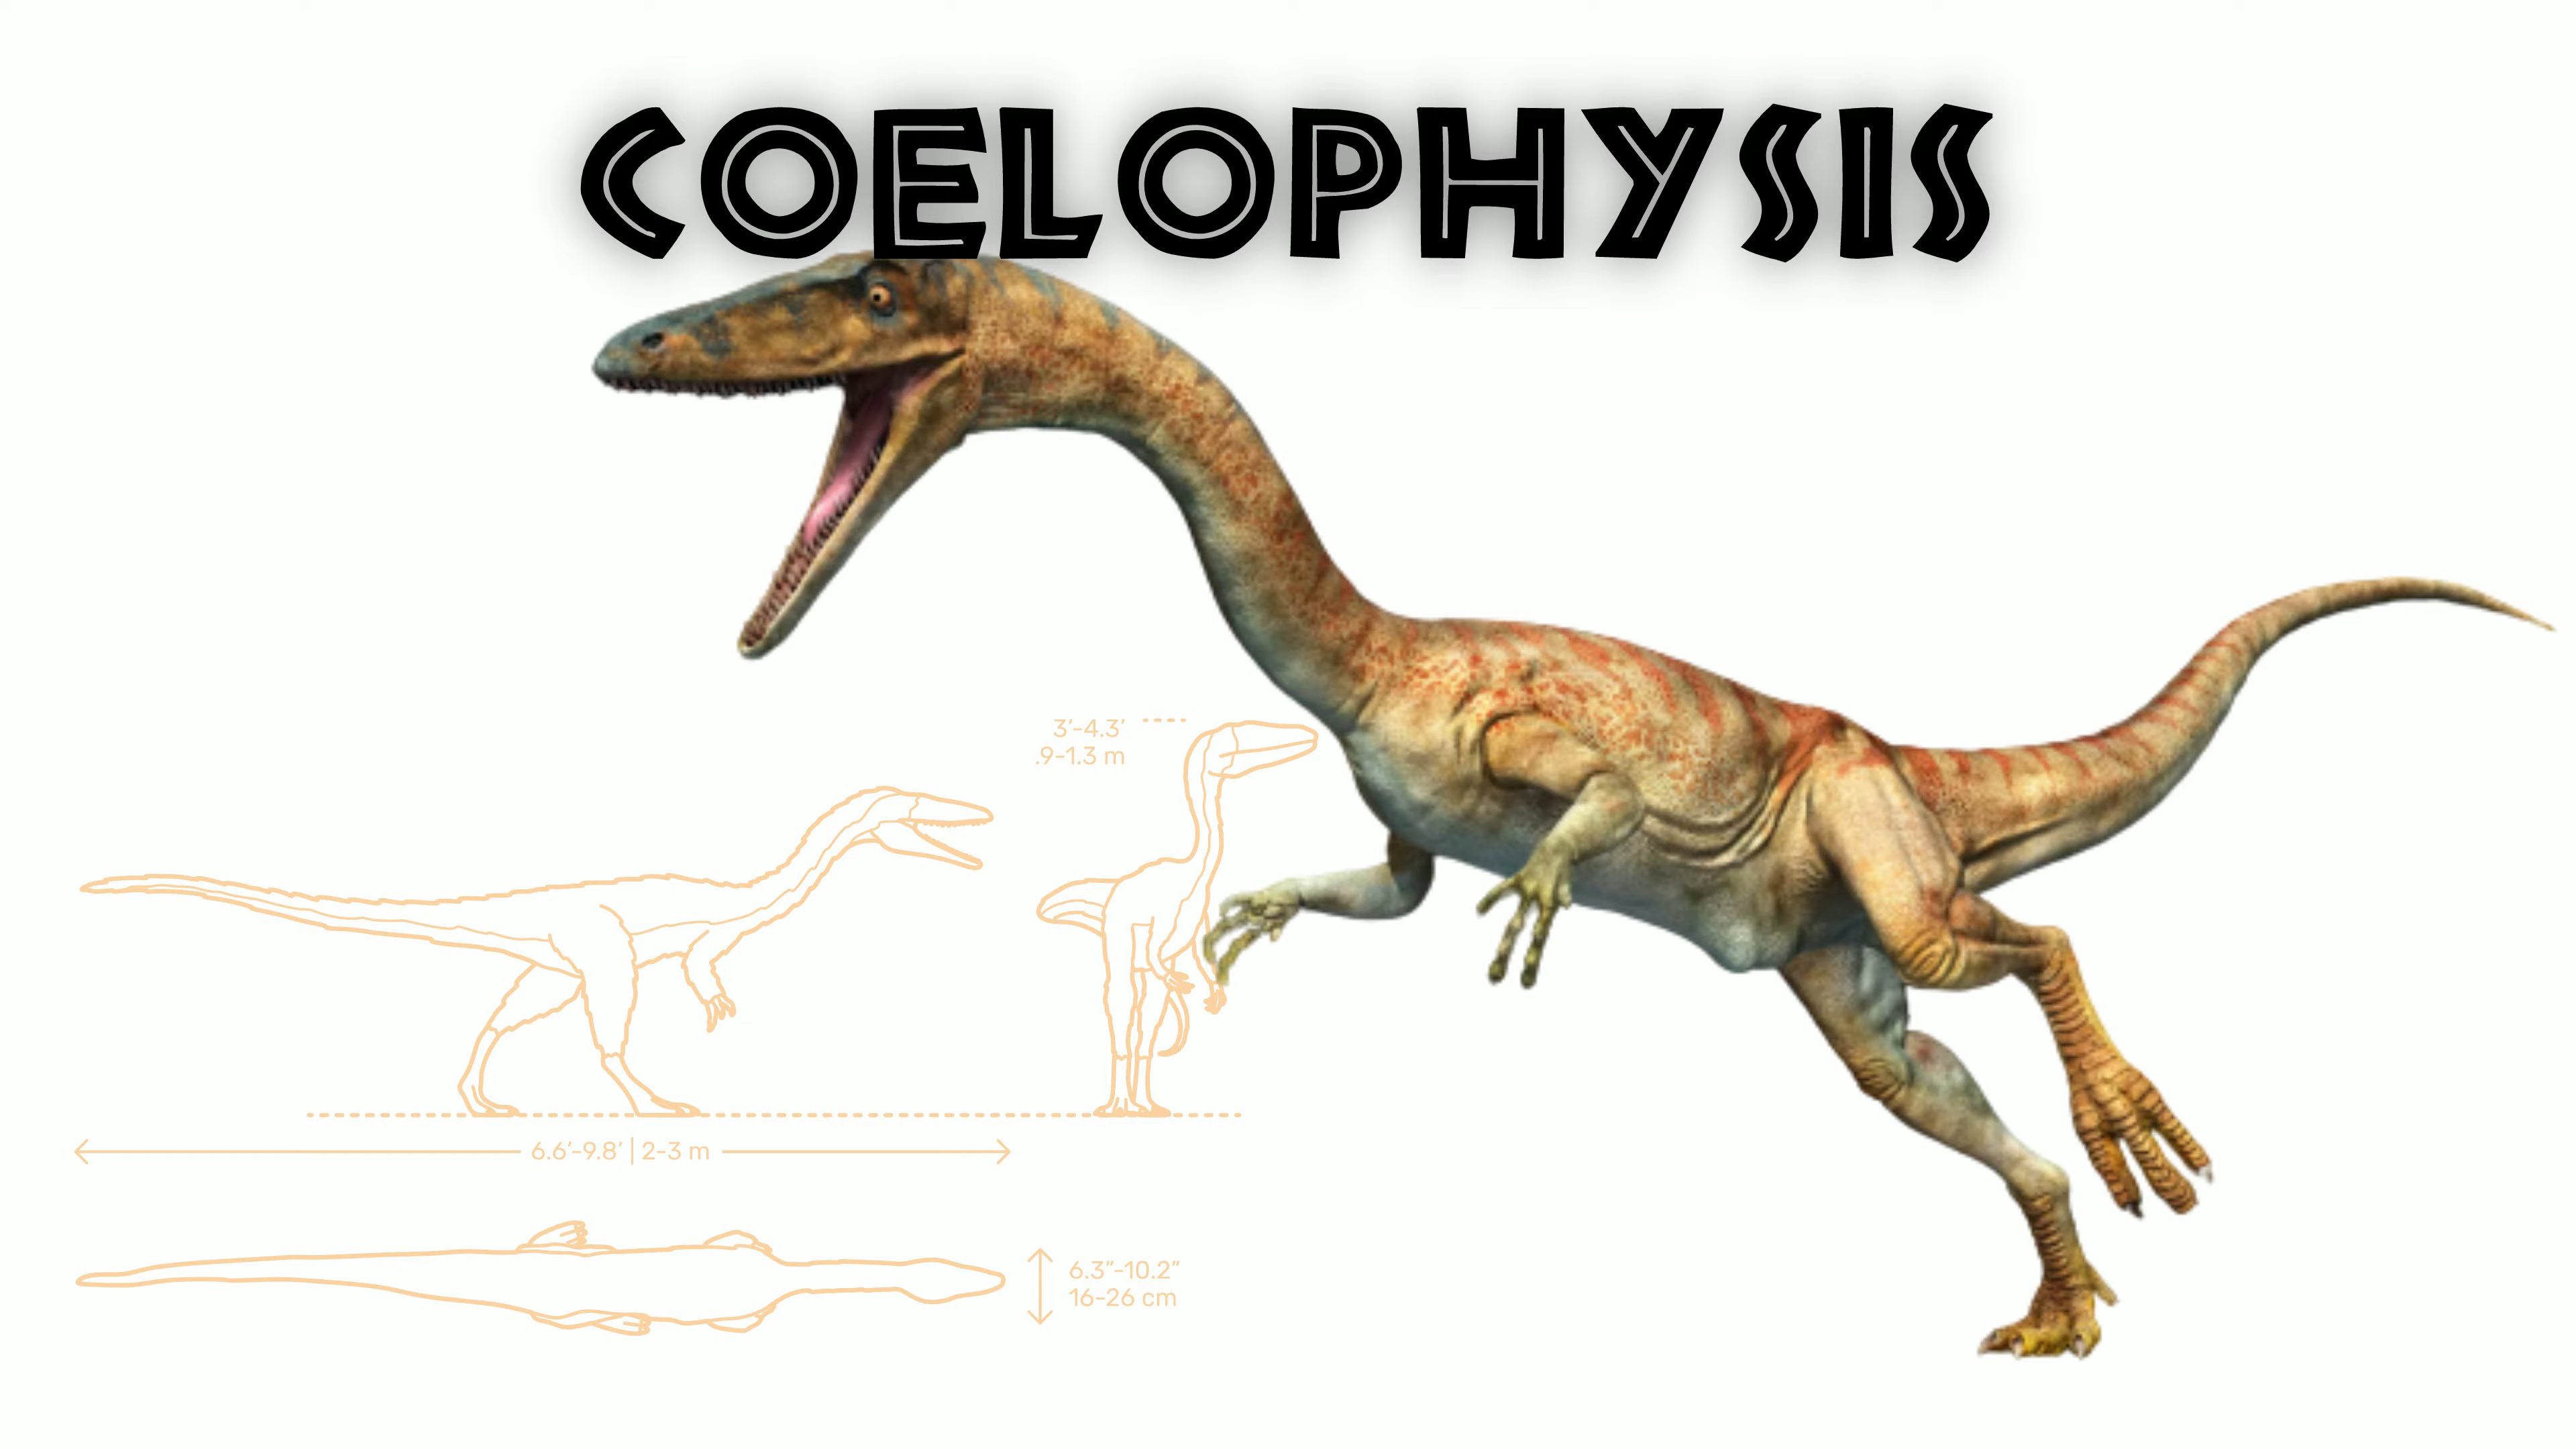 COELOPHYSIS
3'-4.3'
.9-1.3 m
6.6'-9.8' | 2-3 m
6.3"-10.2"
16-26 cm